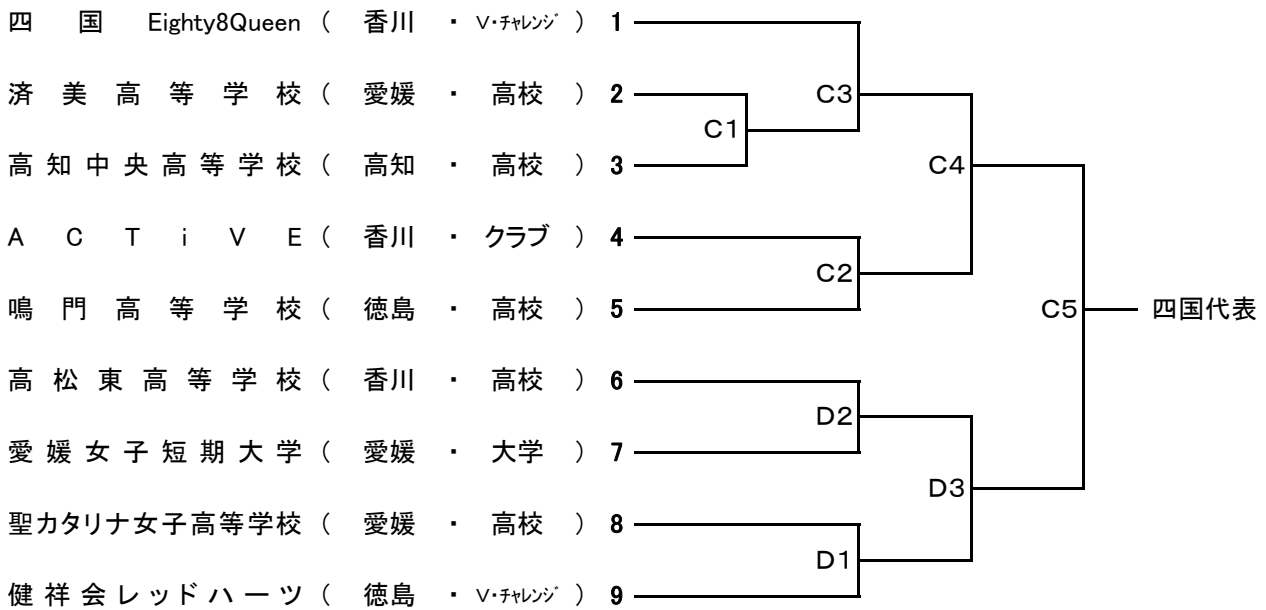 四国 Eighty8Queen ( 香川 ・ V・チャレンジ ) 1
済美高等学校 ( 愛媛 ・ 高校 ) 2
C3
C1
高知中央高等学校 ( 高知 ・ 高校 ) 3
C4
ACTiVE ( 香川 ・ クラブ ) 4
C2
鳴門高等学校 ( 徳島 ・ 高校 ) 5
C5 四国代表
高松東高等学校 ( 香川 ・ 高校 ) 6
D2
愛媛女子短期大学 ( 愛媛 ・ 大学 ) 7
D3
聖カタリナ女子高等学校 ( 愛媛 ・ 高校 ) 8
D1
健祥会レッドハーツ ( 徳島 ・ V・チャレンジ ) 9